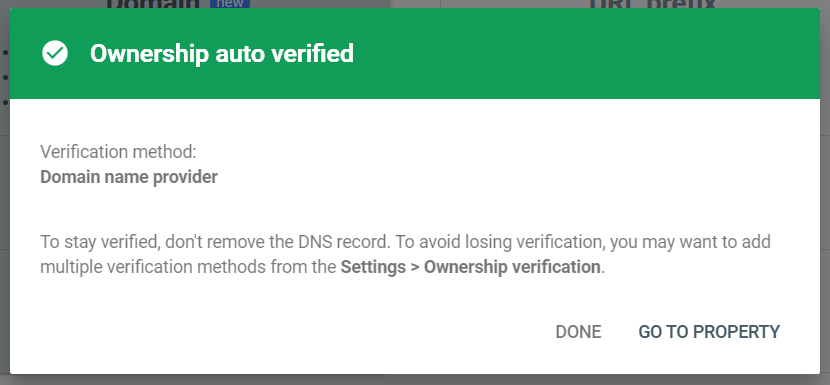 Domain new
URL prefix
Ownership auto verified
Verification method:
Domain name provider
To stay verified, don't remove the DNS record. To avoid losing verification, you may want to add
multiple verification methods from the Settings > Ownership verification.
DONE GO TO PROPERTY